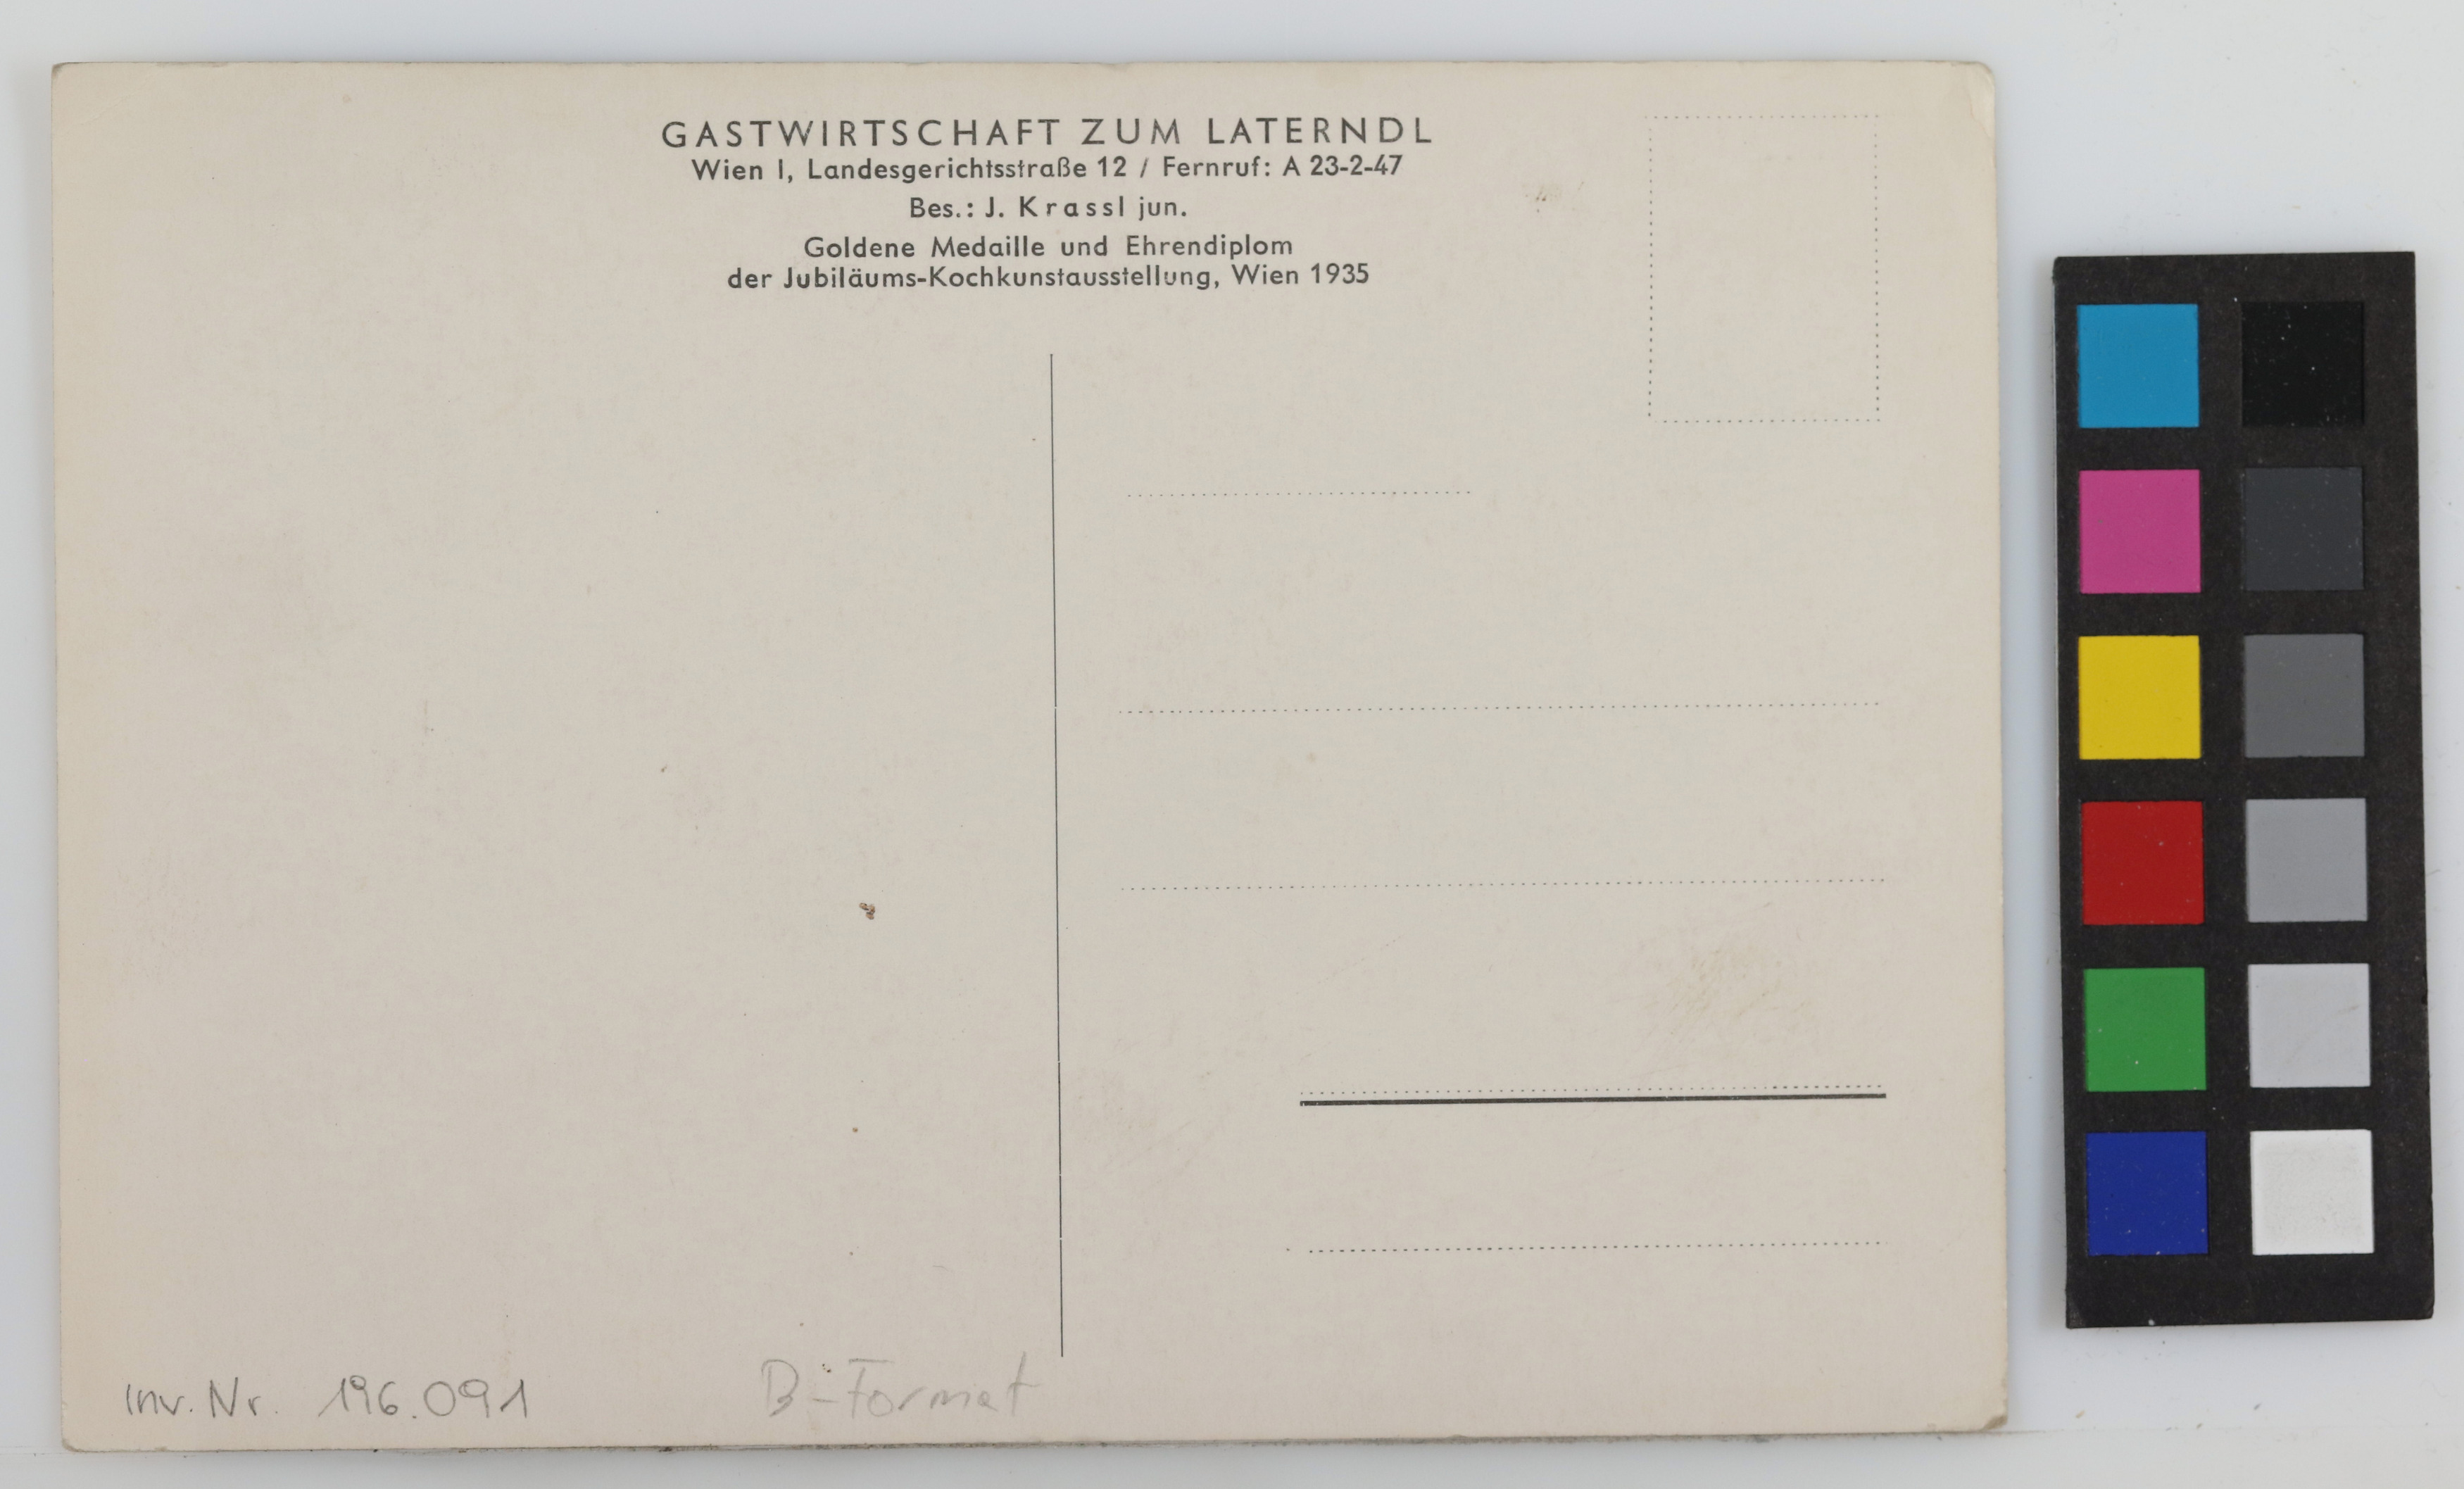 GASTWIRTSCHAFT ZUM LATERNDL
Wien I, Landesgerichtsstraße 12 / Fernruf: A 23-2-47
Bes.: J. Krassl jun.
Goldene Medaille und Ehrendiplom
der Jubiläums-Kochkunstausstellung, Wien 1935
Inv. Nr. 196.091
B-Format